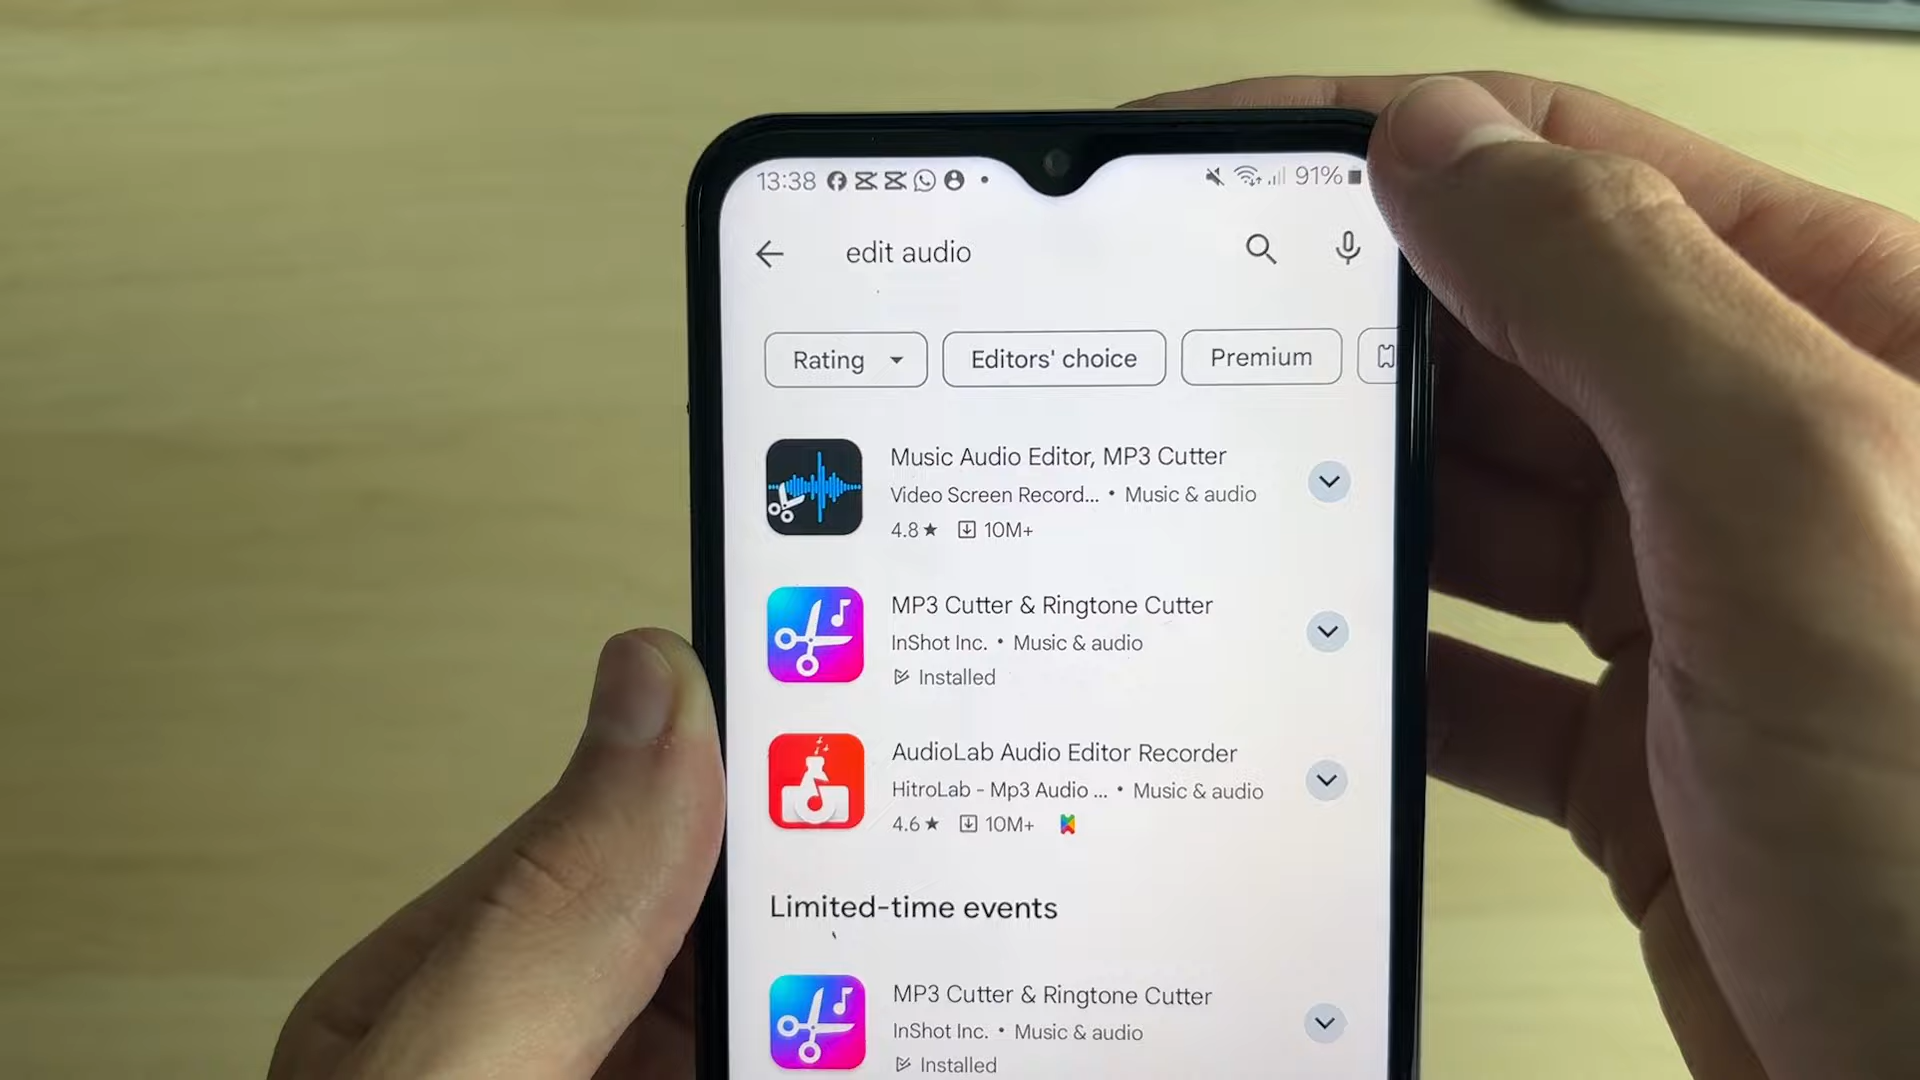 13:38 91%
edit audio
Rating Editors' choice Premium
Music Audio Editor, MP3 Cutter
Video Screen Record... • Music & audio
4.8★ 10M+
MP3 Cutter & Ringtone Cutter
InShot Inc. • Music & audio
Installed
AudioLab Audio Editor Recorder
HitroLab - Mp3 Audio ... • Music & audio
4.6★ 10M+
Limited-time events
MP3 Cutter & Ringtone Cutter
InShot Inc. • Music & audio
Installed